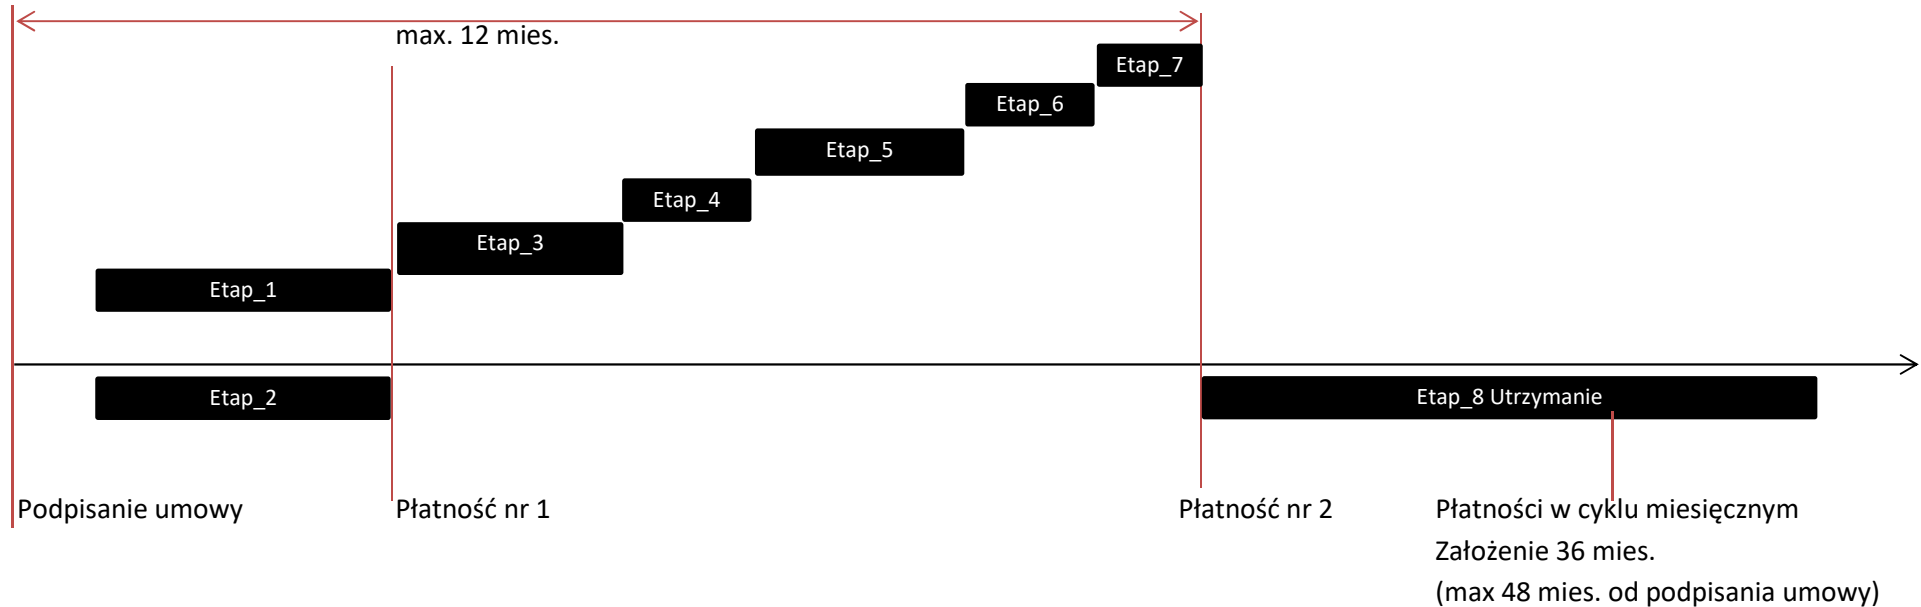 max. 12 mies.
Etap_7
Etap_6
Etap_5
Etap_4
Etap_3
Etap_1
Etap_2
Etap_8 Utrzymanie
Podpisanie umowy
Płatność nr 1
Płatność nr 2
Płatności w cyklu miesięcznym
Założenie 36 mies.
(max 48 mies. od podpisania umowy)